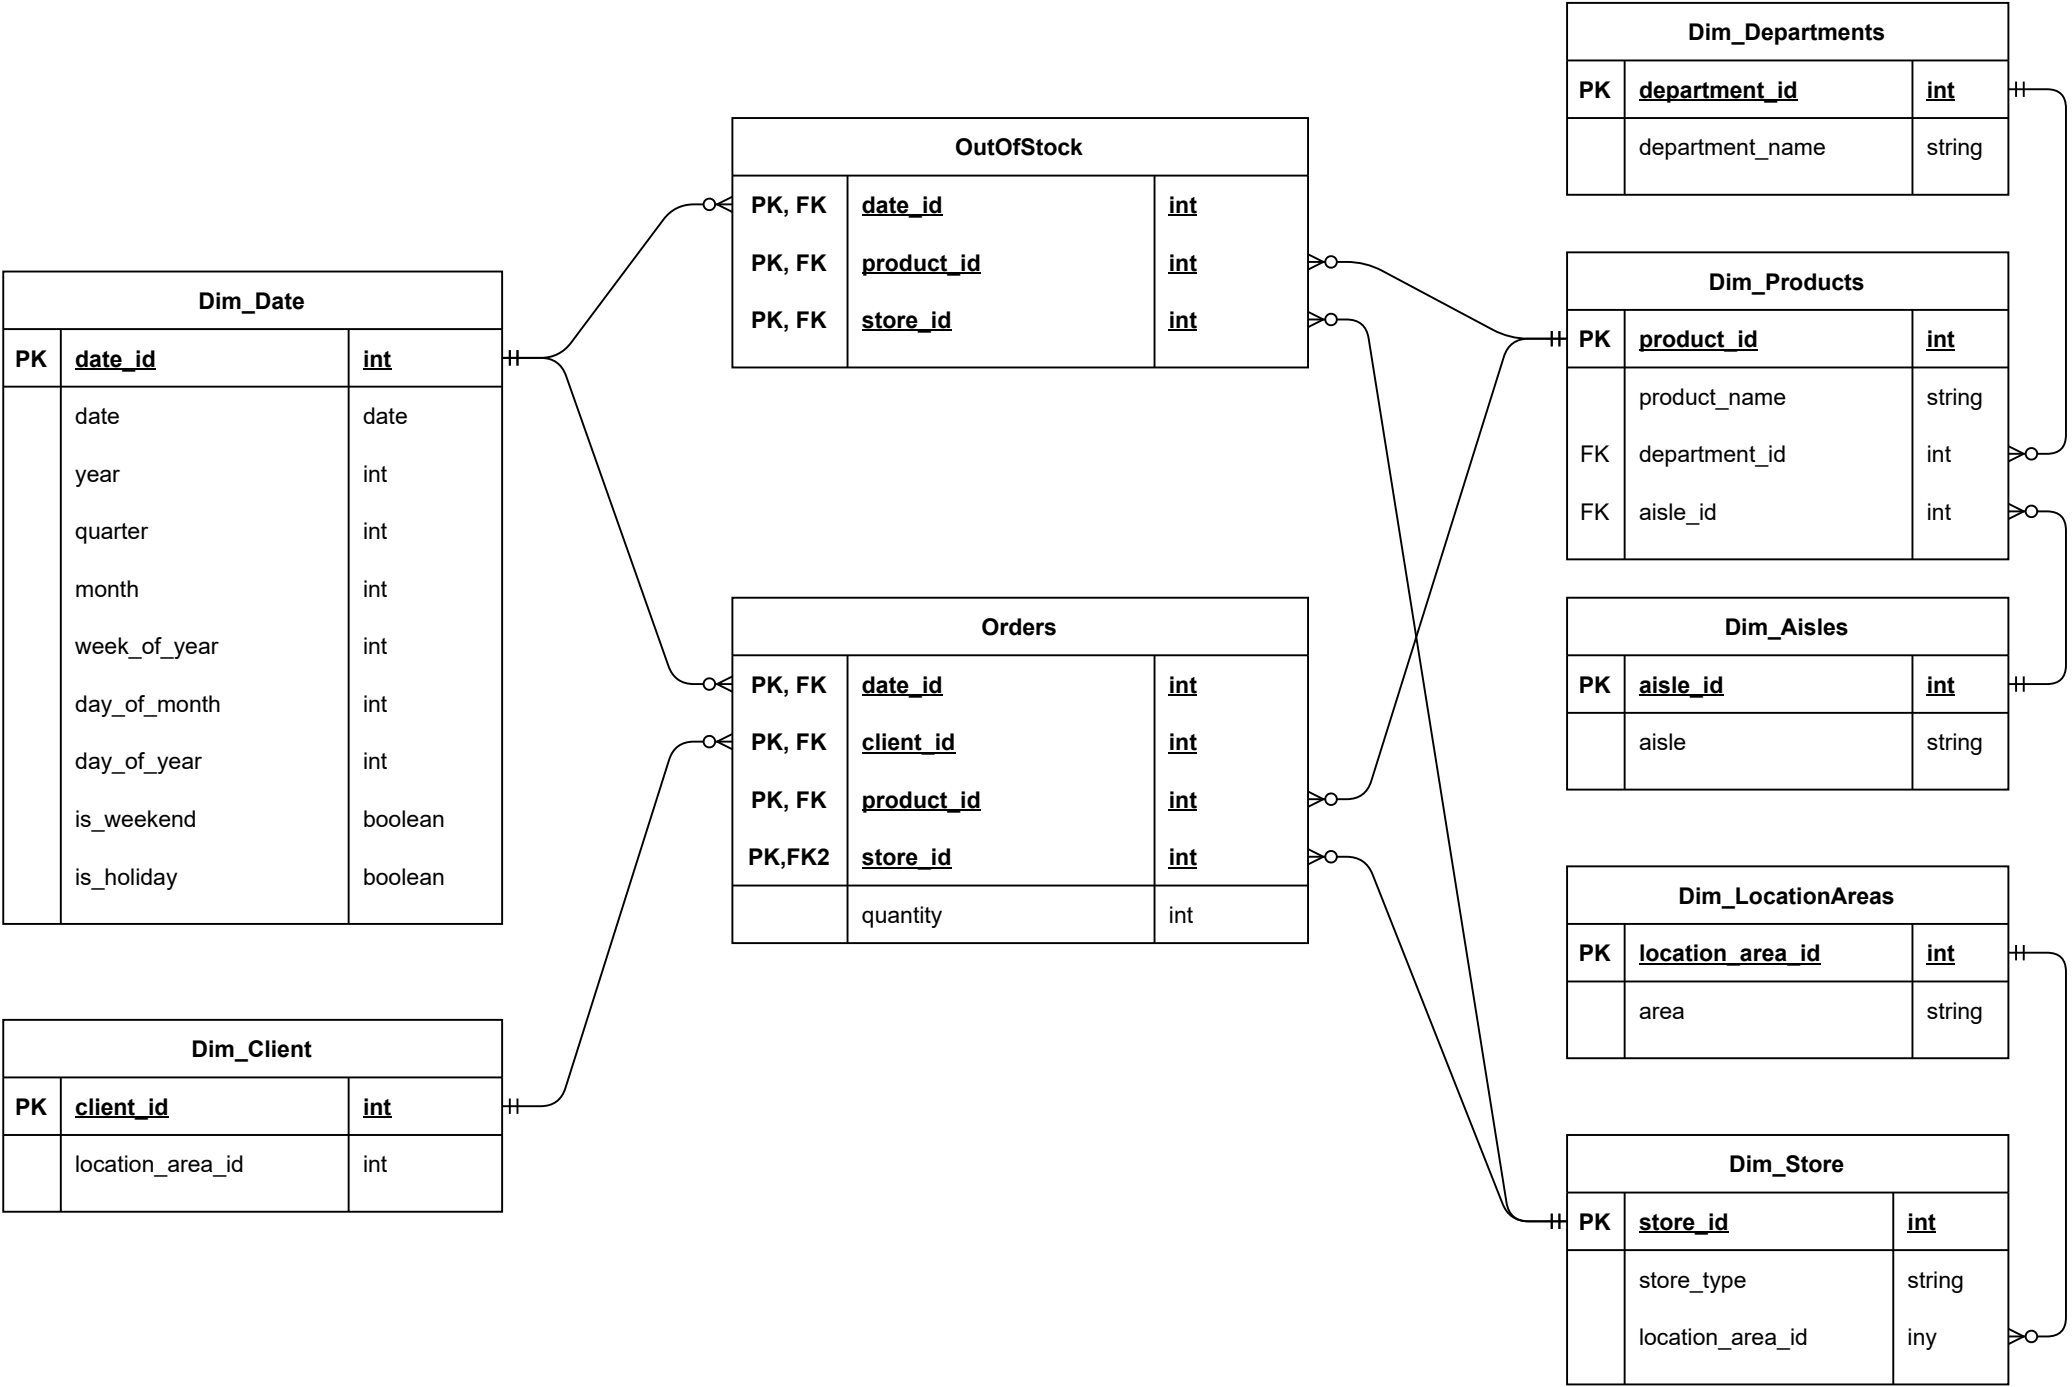 Dim_Date
PK date_id int
date date
year int
quarter int
month int
week_of_year int
day_of_month int
day_of_year int
is_weekend boolean
is_holiday boolean
Dim_Client
PK client_id int
location_area_id int
OutOfStock
PK, FK date_id int
PK, FK product_id int
PK, FK store_id int
Orders
PK, FK date_id int
PK, FK client_id int
PK, FK product_id int
PK,FK2 store_id int
quantity int
Dim_Departments
PK department_id int
department_name string
Dim_Products
PK product_id int
product_name string
FK department_id int
FK aisle_id int
Dim_Aisles
PK aisle_id int
aisle string
Dim_LocationAreas
PK location_area_id int
area string
Dim_Store
PK store_id int
store_type string
location_area_id iny